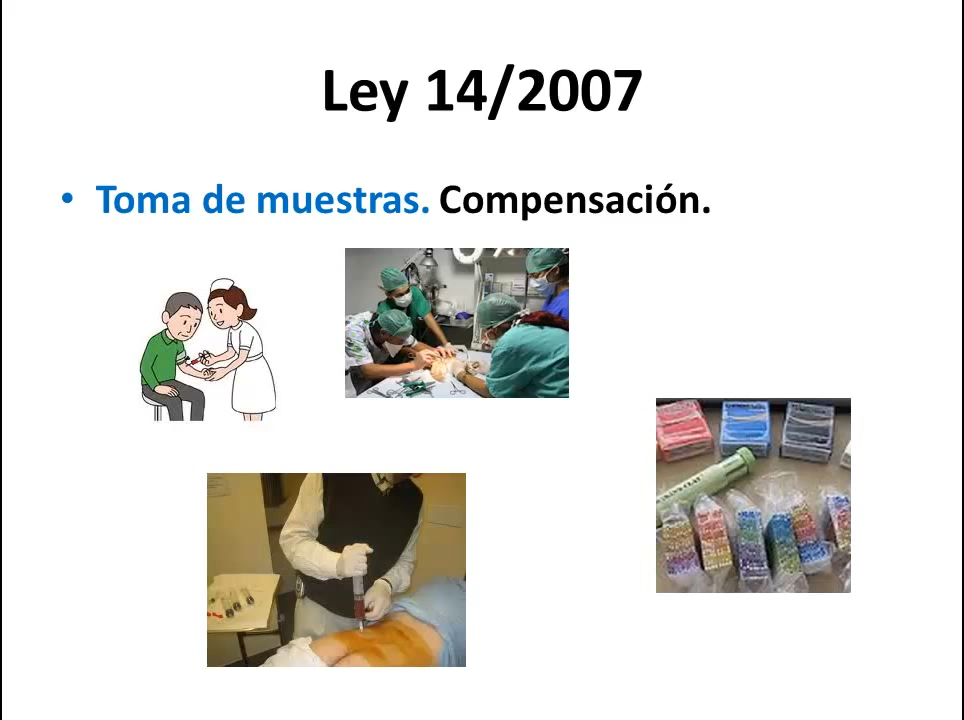 Ley 14/2007
• Toma de muestras. Compensación.